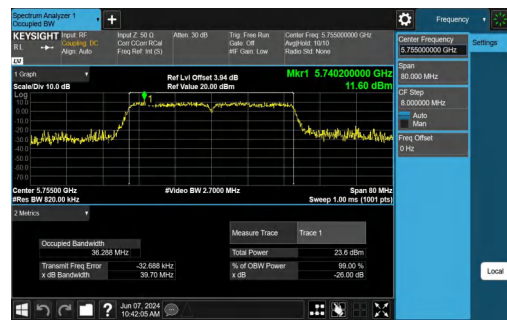 Spectrum Analyzer 1
Occupied BW
Frequency
KEYSIGHT Input: RF
RL
Coupling: DC
Align: Auto
Input Z: 50 Ω
Corr CCorr RCal
Freq Ref: Int (S)
Atten: 30 dB
Trig: Free Run
Gate: Off
#IF Gain: Low
Center Freq: 5.755000000 GHz
Avg|Hold: 10/10
Radio Std: None
LV
Center Frequency
5.755000000 GHz
Settings
Span
80.000 MHz
CF Step
8.000000 MHz
Auto
Man
Freq Offset
0 Hz
Local
1 Graph
Scale/Div 10.0 dB
Ref Lvl Offset 3.94 dB
Ref Value 20.00 dBm
Mkr1 5.740200000 GHz
11.60 dBm
Log
10.0
0.00
-10.0
-20.0
-30.0
-40.0
-50.0
-60.0
-70.0
1
Center 5.75500 GHz
#Res BW 820.00 kHz
#Video BW 2.7000 MHz
Span 80 MHz
Sweep 1.00 ms (1001 pts)
2 Metrics
Measure Trace
Trace 1
Occupied Bandwidth
36.268 MHz
Total Power
23.6 dBm
Transmit Freq Error
-32.688 kHz
% of OBW Power
99.00 %
x dB Bandwidth
39.70 MHz
x dB
-26.00 dB
Jun 07, 2024
10:42:05 AM